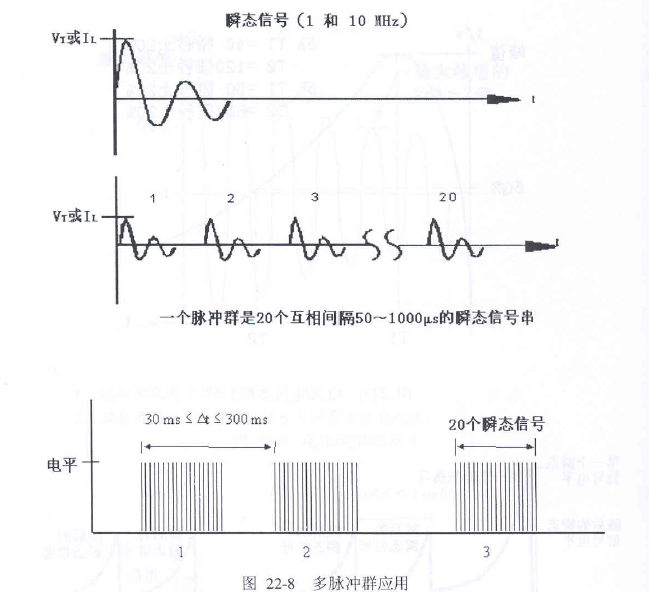 瞬态信号(1 和 10 MHz)
VT或IL
t
1 2 3 20
VT或IL
t
一个脉冲群是20个互相间隔50～1000μs的瞬态信号串
30 ms ≤ Δt ≤ 300 ms
20个瞬态信号
电平
1 2 3
图 22-8 多脉冲群应用